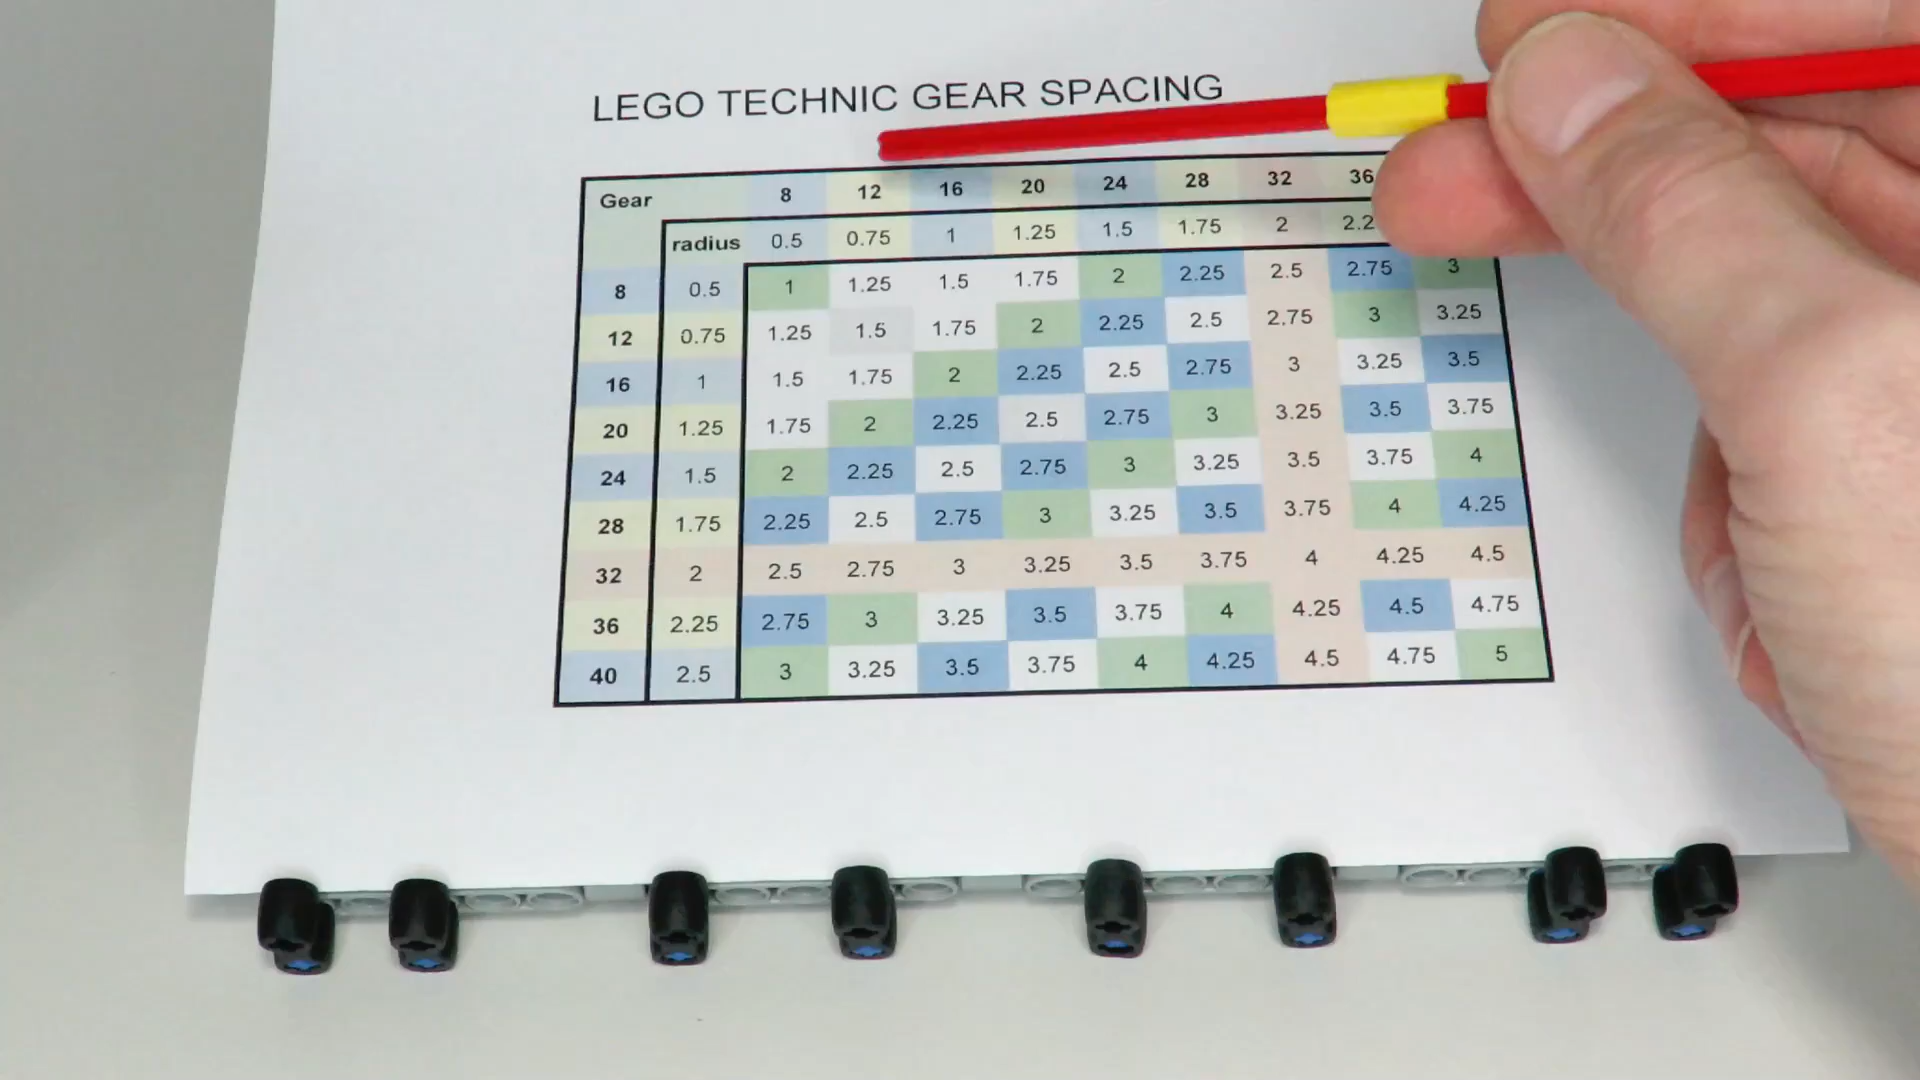 LEGO TECHNIC GEAR SPACING
Gear 8 12 16 20 24 28 32 36
radius 0.5 0.75 1 1.25 1.5 1.75 2 2.2
8 0.5 1 1.25 1.5 1.75 2 2.25 2.5 2.75 3
12 0.75 1.25 1.5 1.75 2 2.25 2.5 2.75 3 3.25
16 1 1.5 1.75 2 2.25 2.5 2.75 3 3.25 3.5
20 1.25 1.75 2 2.25 2.5 2.75 3 3.25 3.5 3.75
24 1.5 2 2.25 2.5 2.75 3 3.25 3.5 3.75 4
28 1.75 2.25 2.5 2.75 3 3.25 3.5 3.75 4 4.25
32 2 2.5 2.75 3 3.25 3.5 3.75 4 4.25 4.5
36 2.25 2.75 3 3.25 3.5 3.75 4 4.25 4.5 4.75
40 2.5 3 3.25 3.5 3.75 4 4.25 4.5 4.75 5